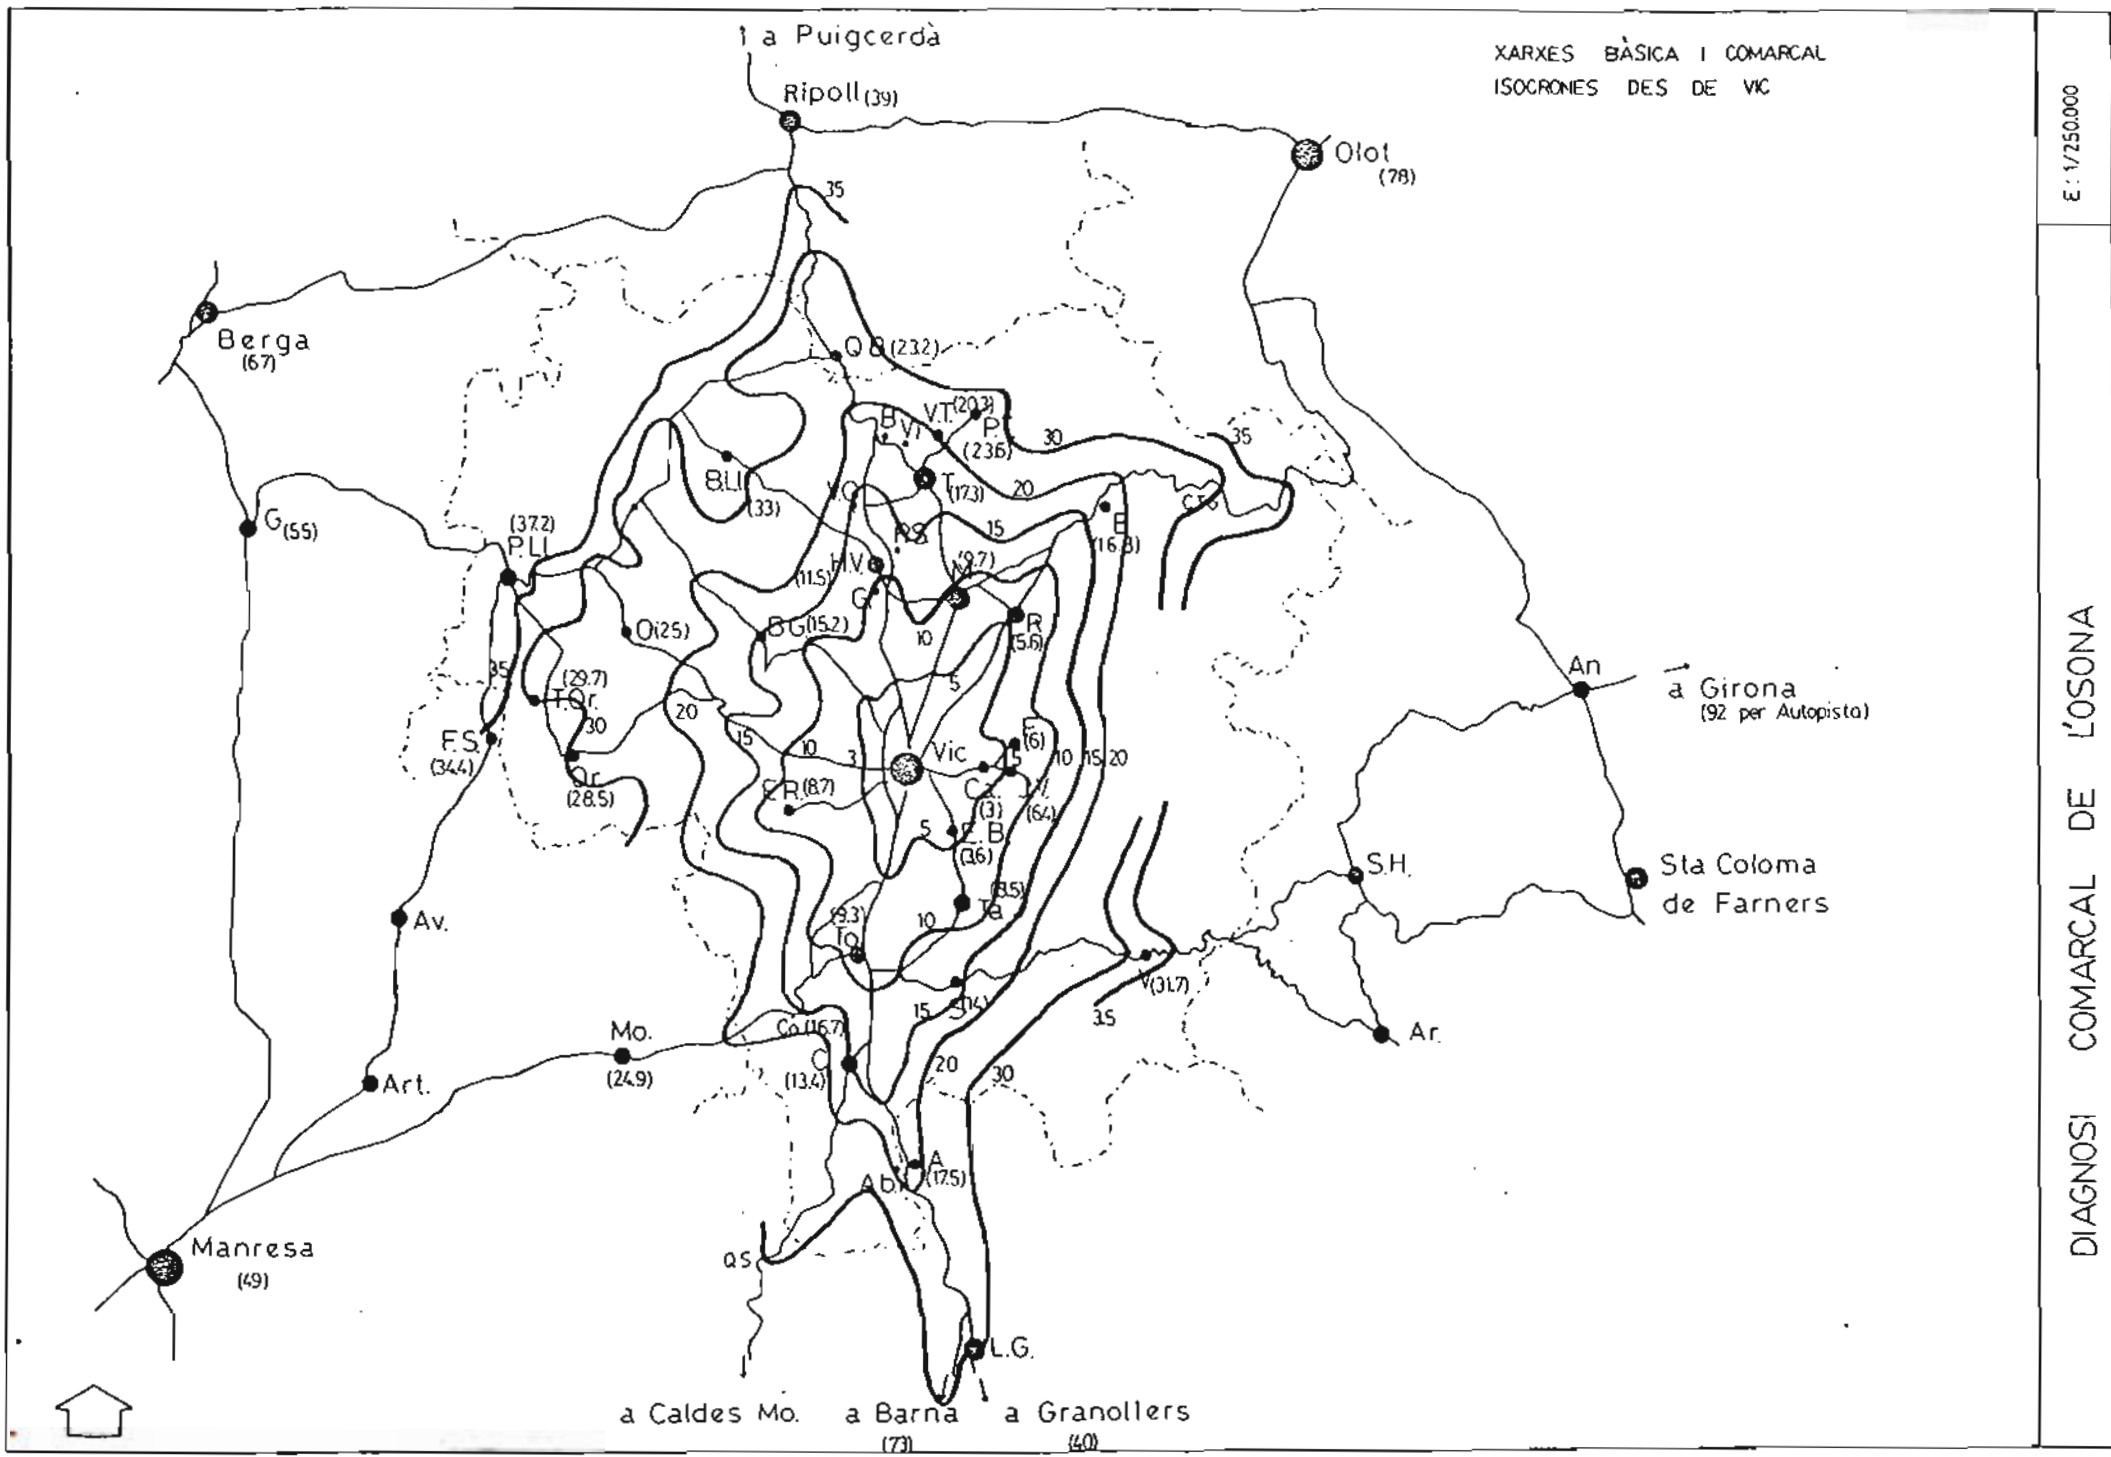 a Puigcerdà
Ripoll (39)
XARXES BÀSICA I COMARCAL
ISOCRONES DES DE VIC
E: 1/250.000
Olot
(78)
35
Berga
(67)
Q B (23.2)
V.T. (20.3)
B
Vi
P.
(23.6)
30
35
B.Ll
(33)
V.O.
T. (17.3)
20
G (55)
(37.2)
P.Ll
P.S.
15
E
(16.8)
H.V.
(11.5)
(9.7)
M.
G.
O (25)
B G (15.2)
10
R
(5.6)
35
(29.7)
T.Or.
5
An
a Girona
(92 per Autopista)
30
20
15
F.S.
(34.4)
10
3
Vic
F
(6)
5
10
15
20
Or.
(28.5)
(8.7)
Ca.
(3)
J.V.
(6.4)
5
E.B.
(3.6)
S.H.
Sta Coloma
de Farners
(8.5)
Ta
Av.
(9.3)
To
10
V (31.7)
S (14)
15
35
Mo.
(24.9)
Co (16.7)
C
(13.4)
20
30
Ar.
Art.
A
(17.5)
Ab.
Manresa
(49)
Q S
L.G.
a Caldes Mo.
a Barna
(73)
a Granollers
(40)
DIAGNOSI COMARCAL DE L'OSONA